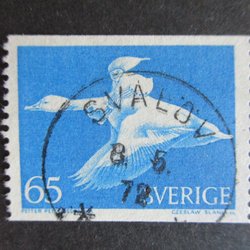 SVALÖV
8 5.
72
65 SVERIGE
CZESLAW SLANIA